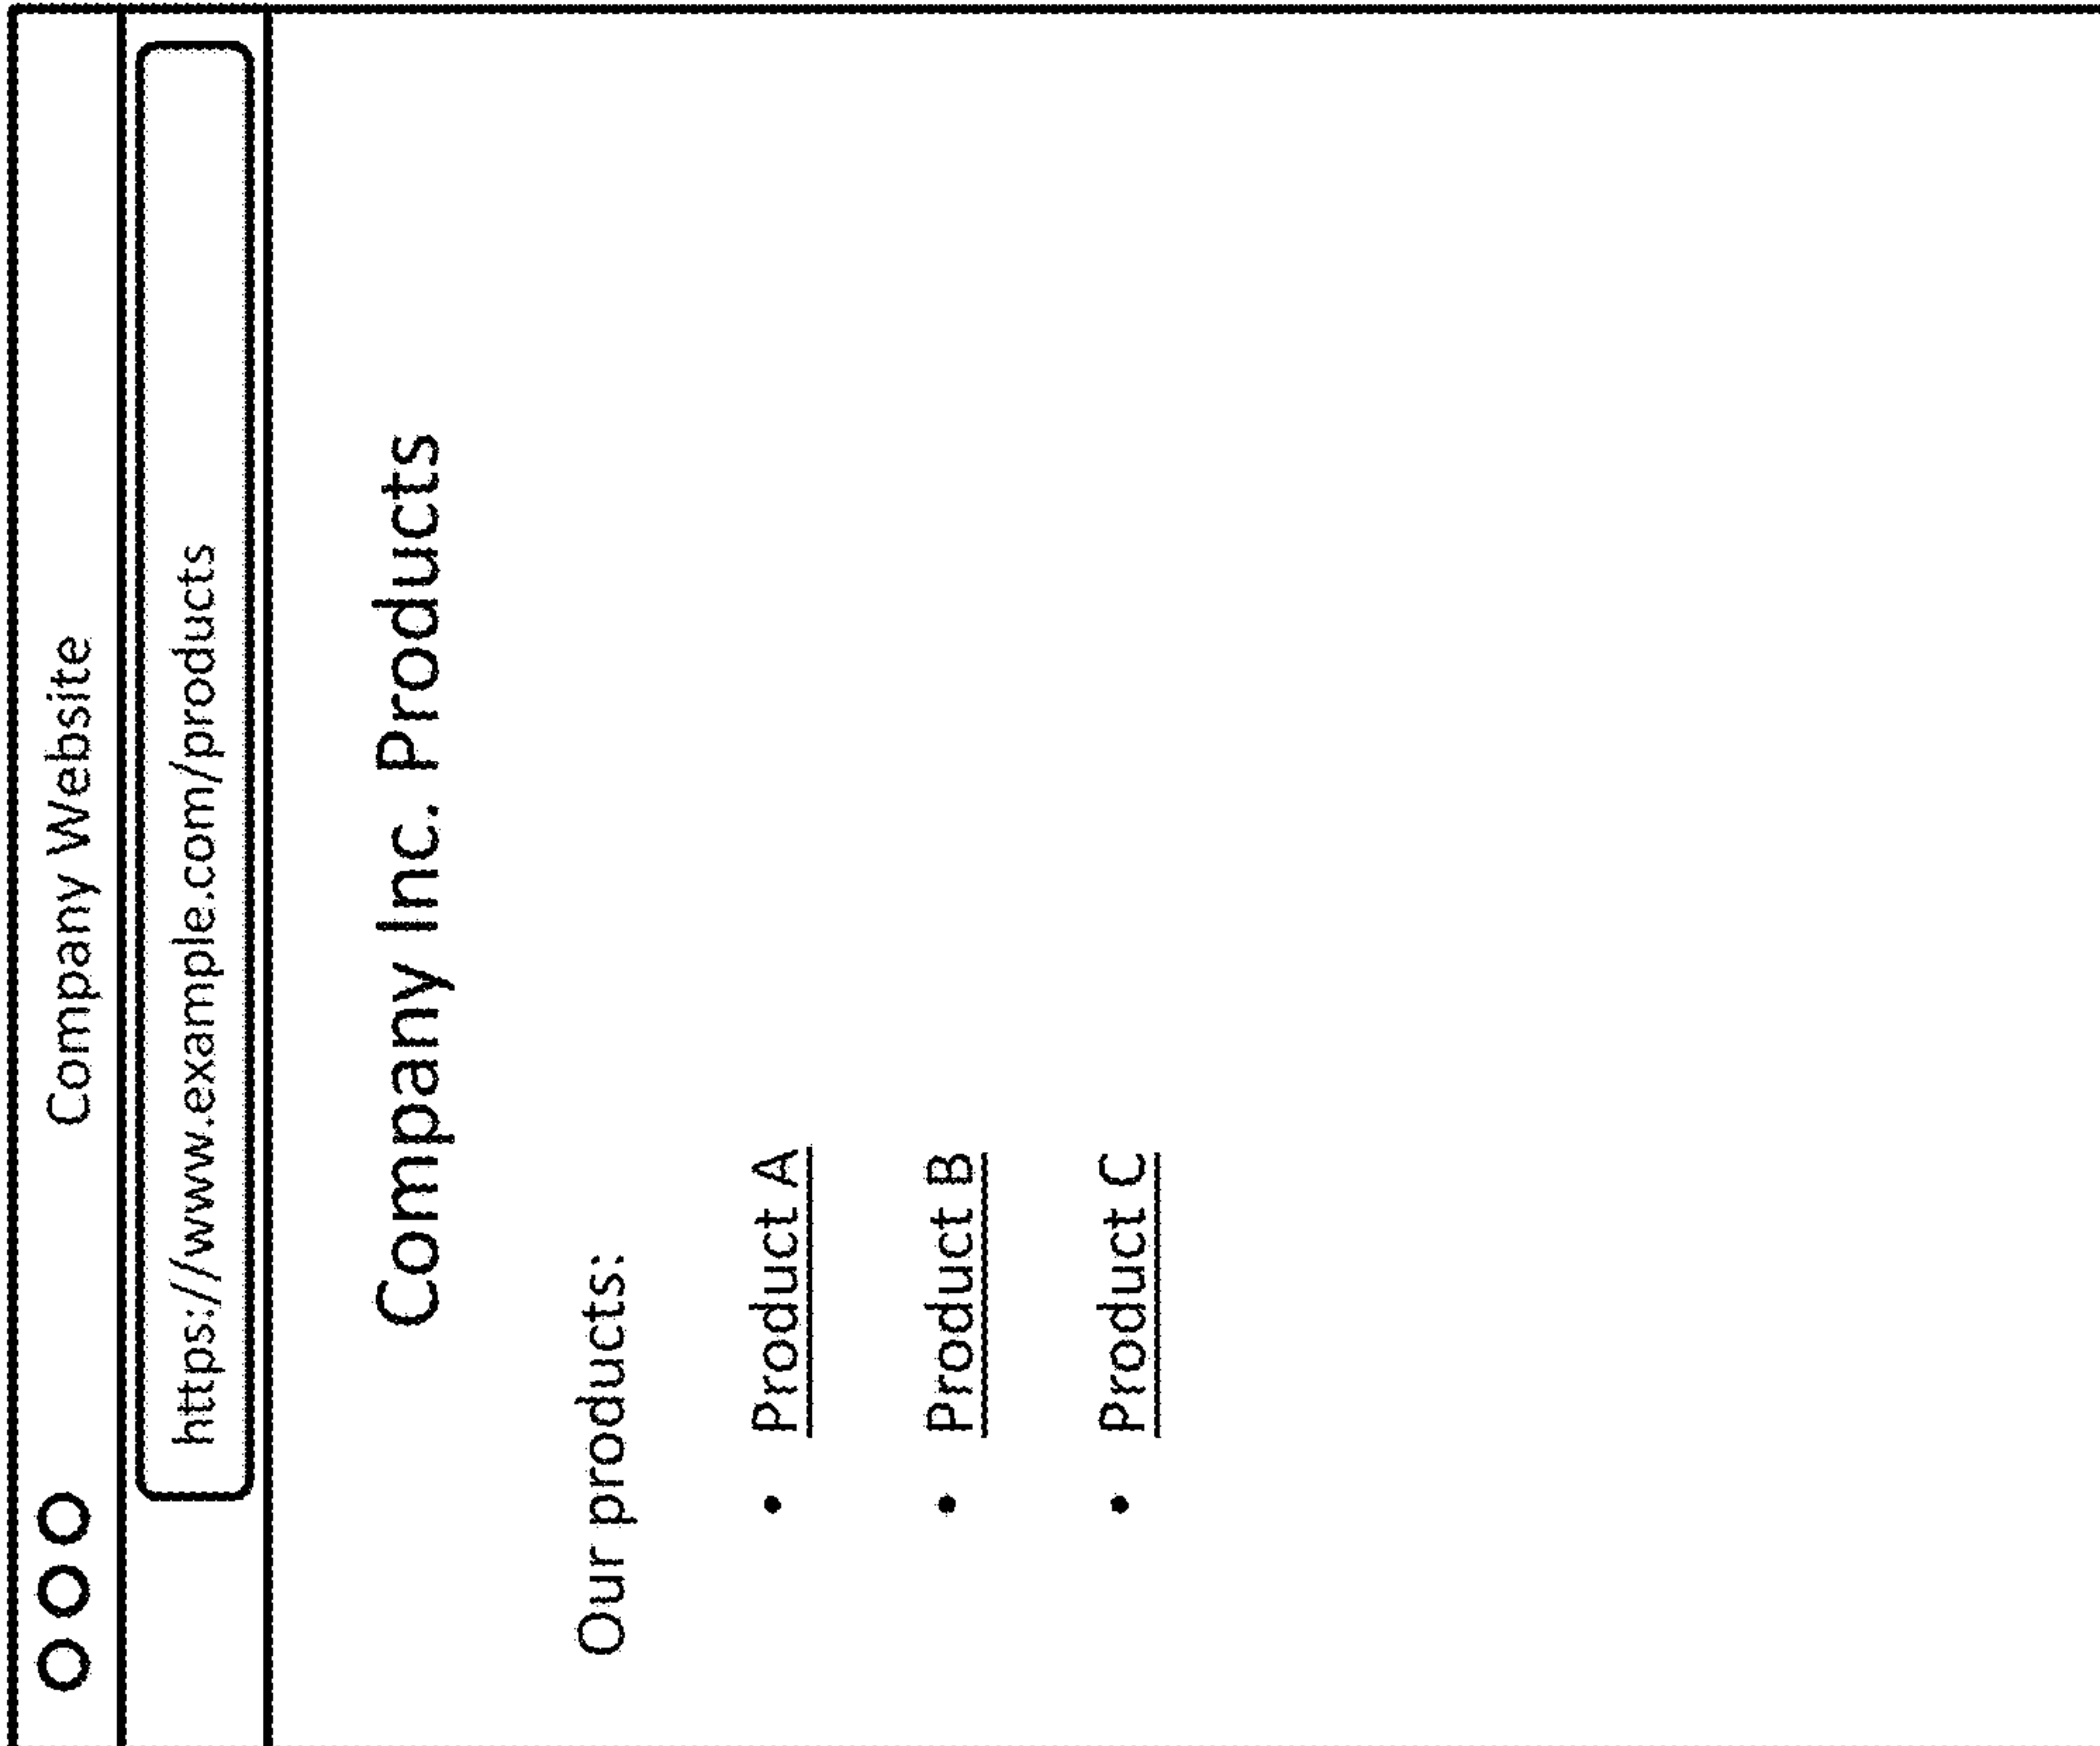 Company Website
https://www.example.com/products
Company Inc. Products
Our products:
• Product A
• Product B
• Product C